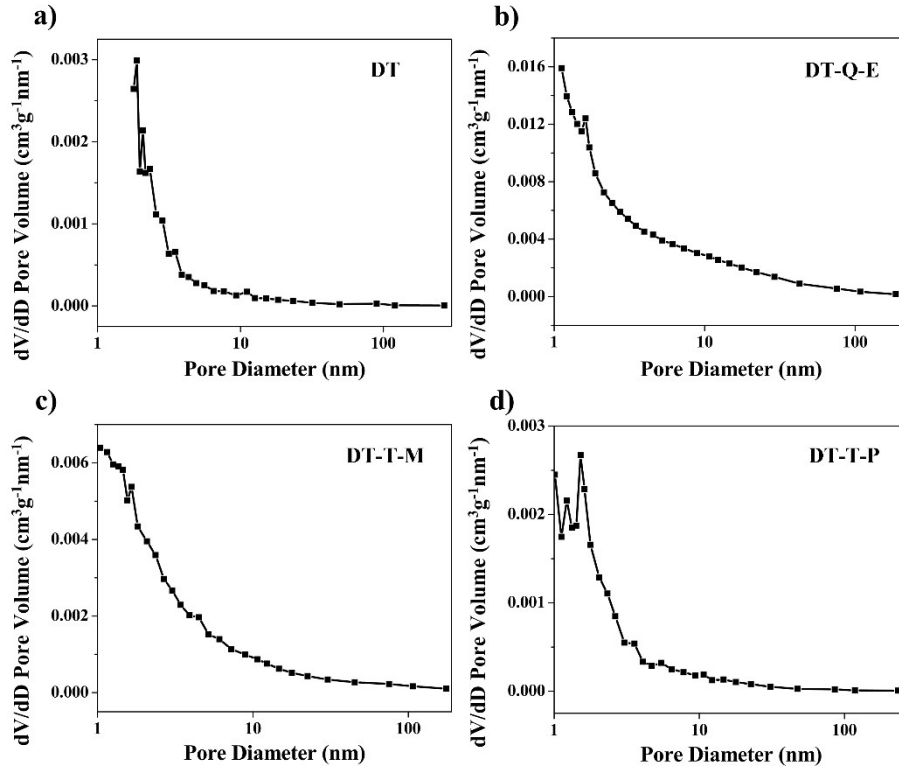 a)
DT
dV/dD Pore Volume (cm³g⁻¹nm⁻¹)
0.003
0.002
0.001
0.000
1
10
100
Pore Diameter (nm)
b)
DT-Q-E
dV/dD Pore Volume (cm³g⁻¹nm⁻¹)
0.016
0.012
0.008
0.004
0.000
1
10
100
Pore Diameter (nm)
c)
DT-T-M
dV/dD Pore Volume (cm³g⁻¹nm⁻¹)
0.006
0.004
0.002
0.000
1
10
100
Pore Diameter (nm)
d)
DT-T-P
dV/dD Pore Volume (cm³g⁻¹nm⁻¹)
0.003
0.002
0.001
0.000
1
10
100
Pore Diameter (nm)